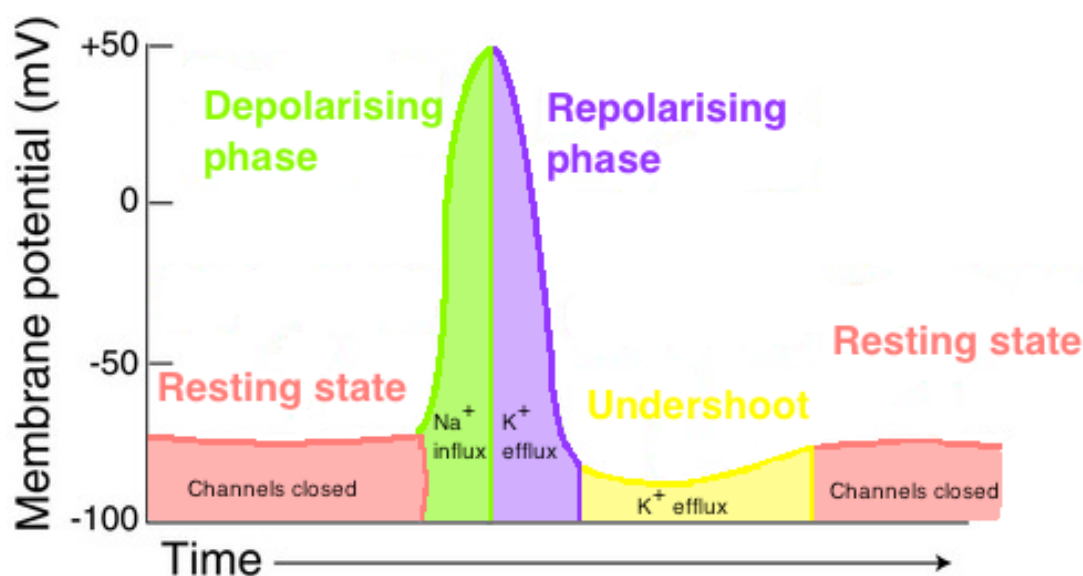 Membrane potential (mV)
+50
0
-50
-100
Depolarising
phase
Repolarising
phase
Resting state
Resting state
Undershoot
Na+
influx
K+
efflux
K+ efflux
Channels closed
Channels closed
Time